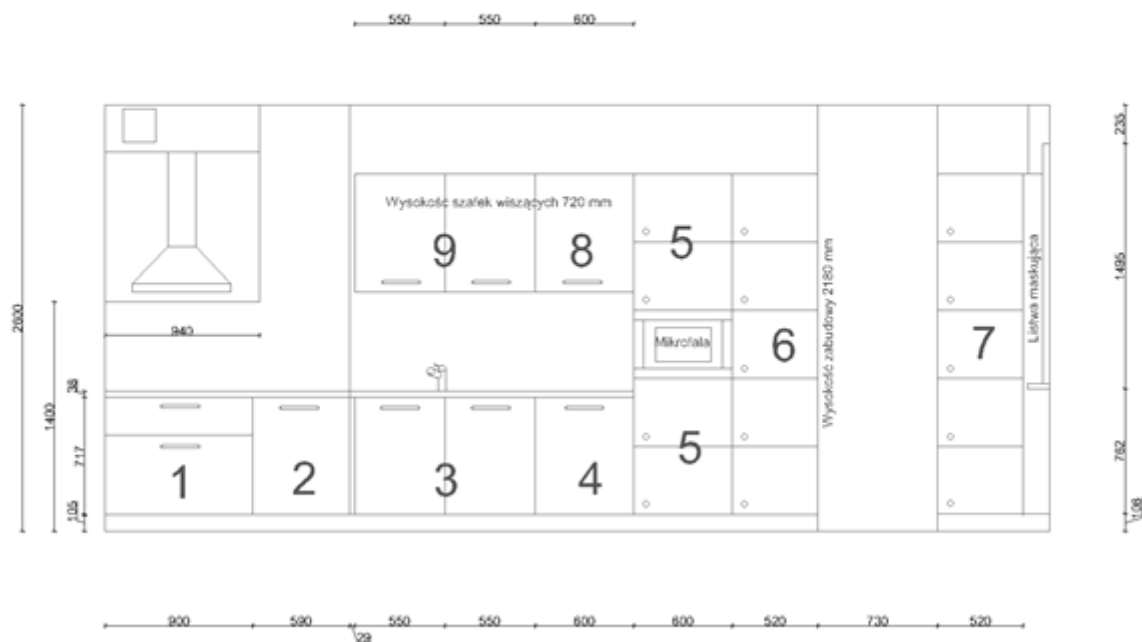 550 550 600
2600
235
Wysokość szafek wiszących 720 mm
9 8 5
Wysokość zabudowy 2180 mm
Listwa maskująca
1495
940
Mikrofala
6 7
38
1400
717
105
1 2 3 4 5
762
106
900 590 550 550 600 600 520 730 520
29